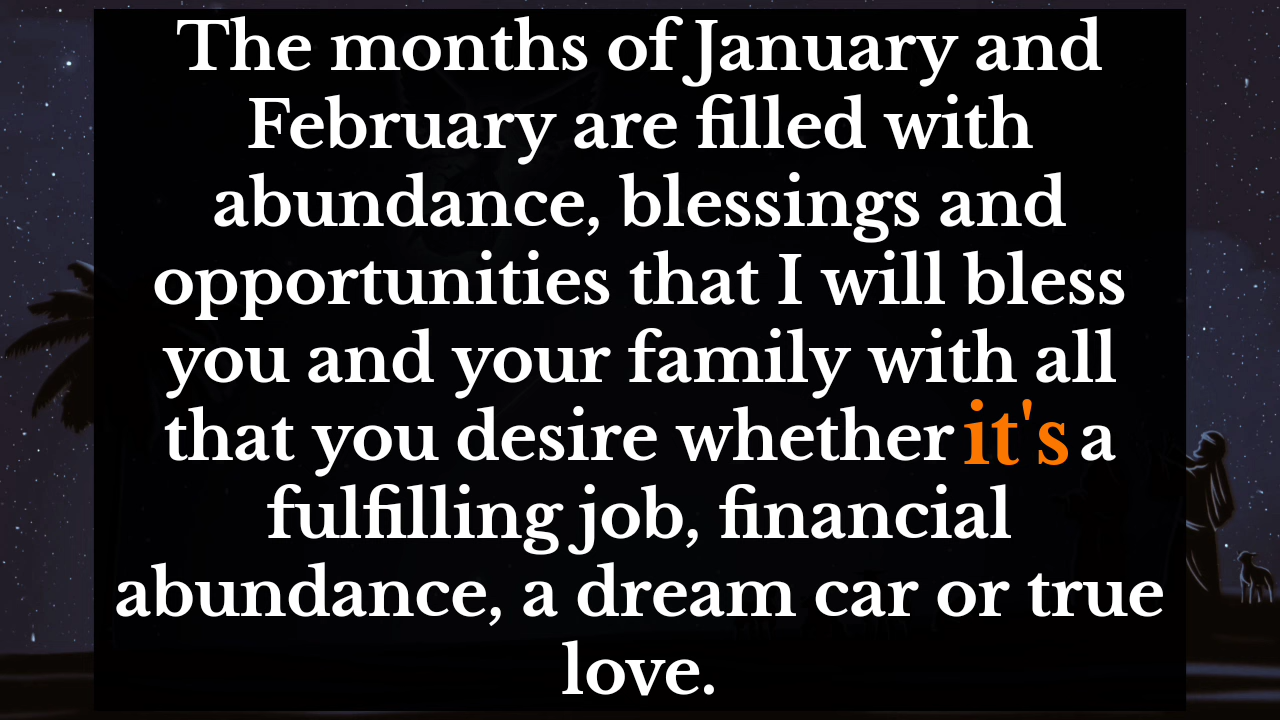 The months of January and
February are filled with
abundance, blessings and
opportunities that I will bless
you and your family with all
that you desire whether it's a
fulfilling job, financial
abundance, a dream car or true
love.